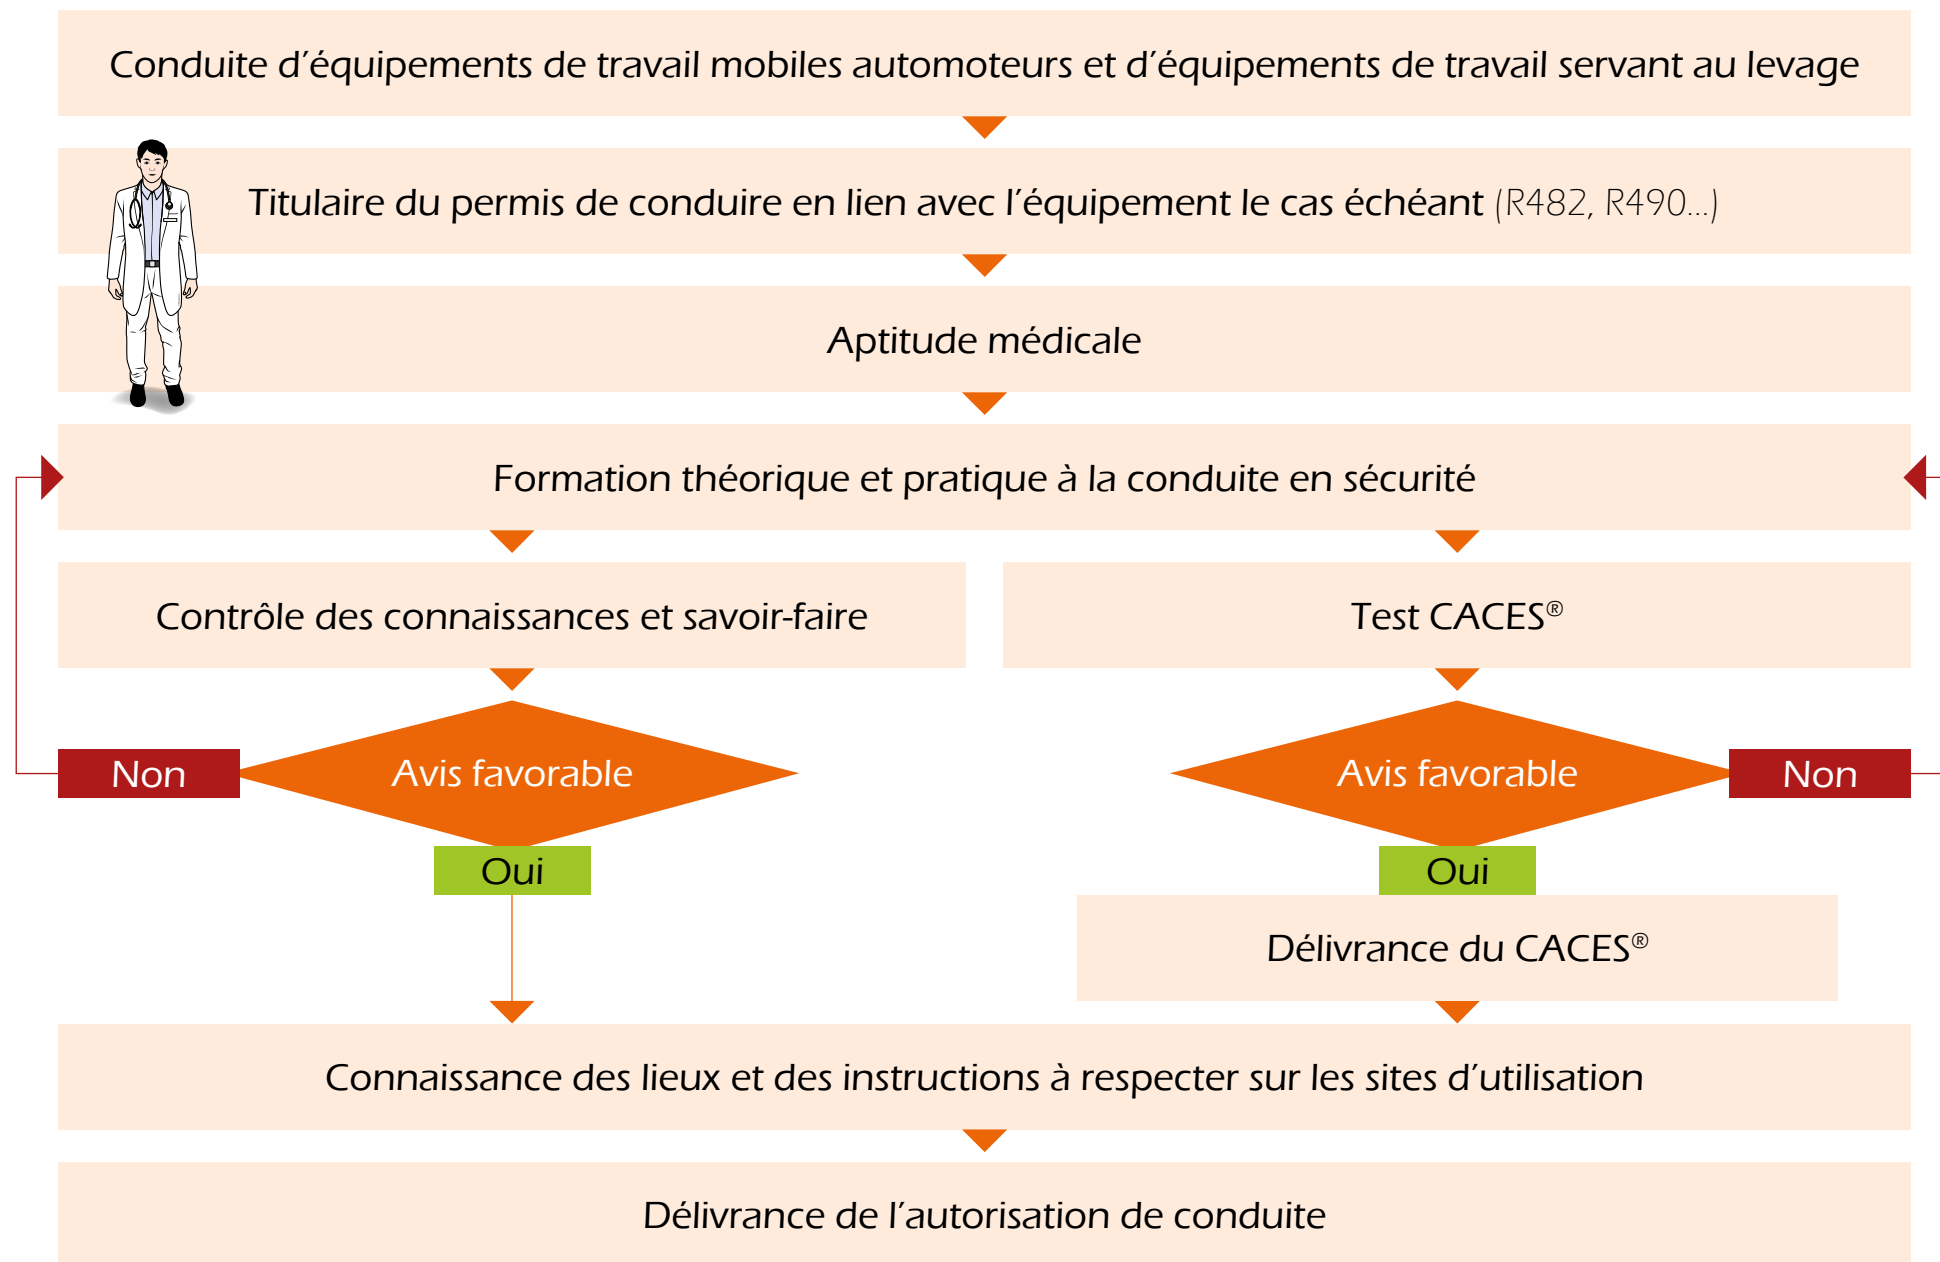 Conduite d’équipements de travail mobiles automoteurs et d’équipements de travail servant au levage
Titulaire du permis de conduire en lien avec l’équipement le cas échéant (R482, R490...)
Aptitude médicale
Formation théorique et pratique à la conduite en sécurité
Contrôle des connaissances et savoir-faire
Test CACES®
Avis favorable
Non
Oui
Avis favorable
Non
Oui
Délivrance du CACES®
Connaissance des lieux et des instructions à respecter sur les sites d’utilisation
Délivrance de l’autorisation de conduite